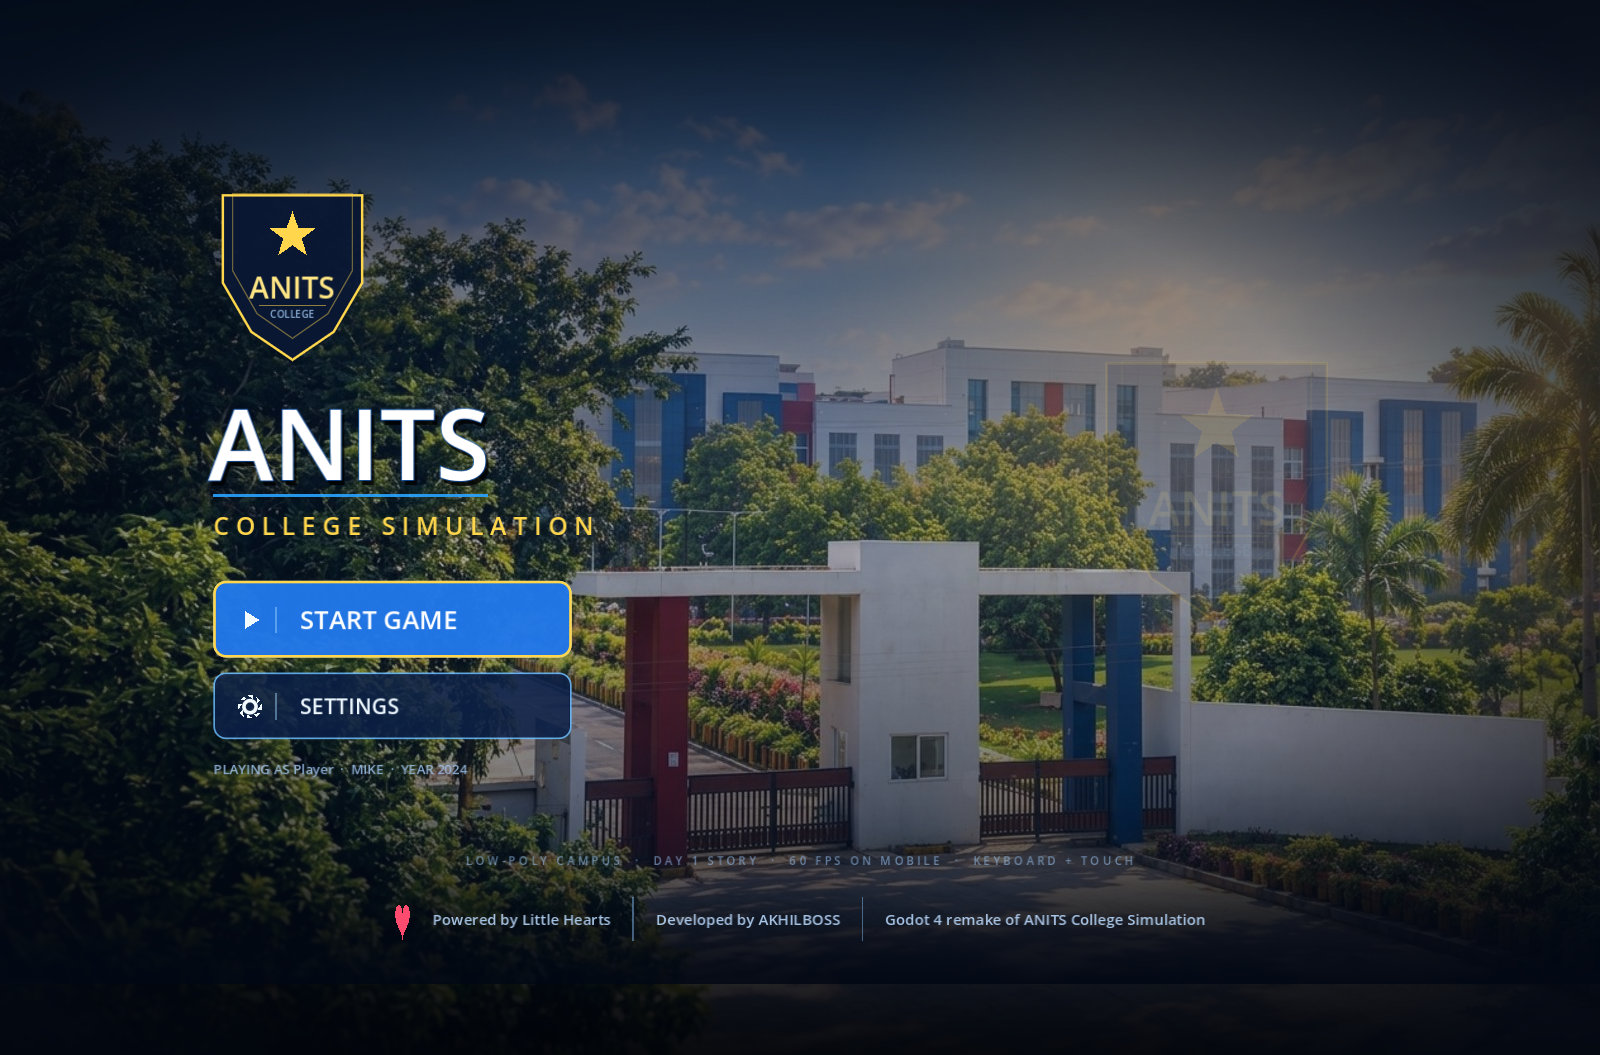 ANITS
COLLEGE
ANITS
COLLEGE SIMULATION
START GAME
SETTINGS
PLAYING AS Player · MIKE · YEAR 2024
ANITS
COLLEGE
LOW-POLY CAMPUS · DAY 1 STORY · 60 FPS ON MOBILE · KEYBOARD + TOUCH
Powered by Little Hearts
Developed by AKHILBOSS
Godot 4 remake of ANITS College Simulation